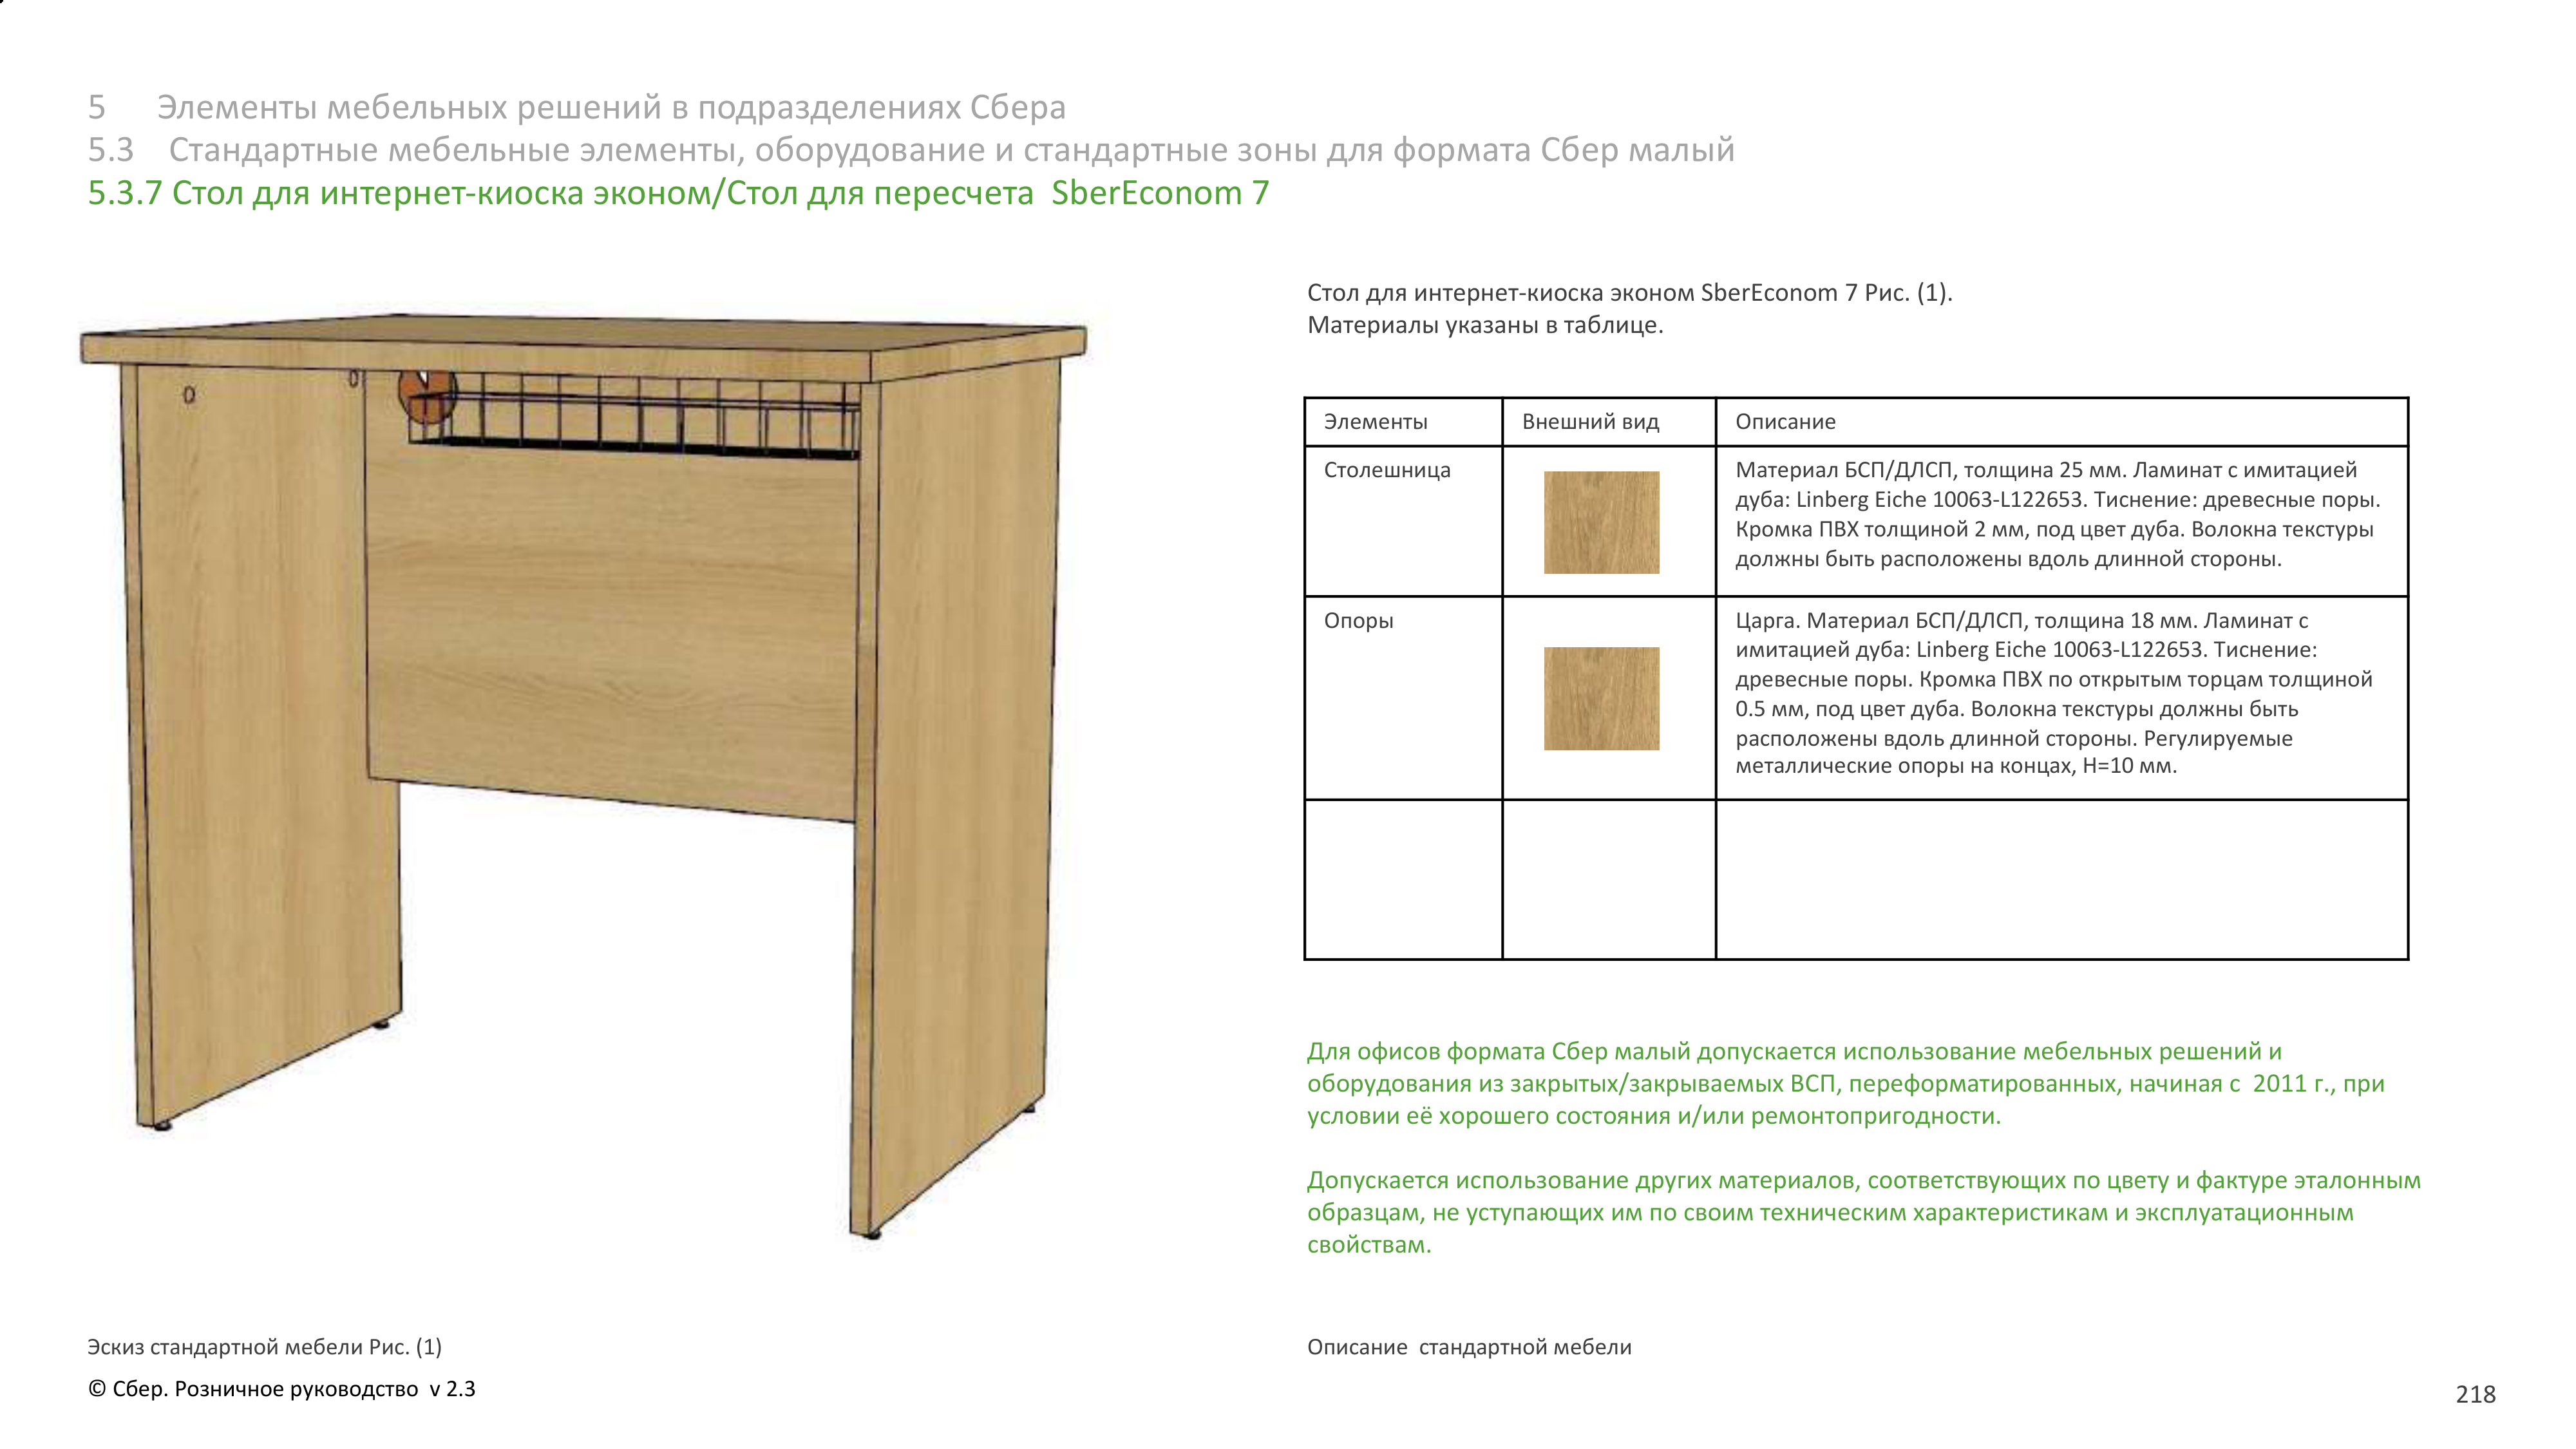 5 Элементы мебельных решений в подразделениях Сбера
5.3 Стандартные мебельные элементы, оборудование и стандартные зоны для формата Сбер малый
5.3.7 Стол для интернет-киоска эконом/Стол для пересчета SberEconom 7
Стол для интернет-киоска эконом SberEconom 7 Рис. (1).
Материалы указаны в таблице.
Элементы Внешний вид Описание
Столешница
Материал БСП/ДЛСП, толщина 25 мм. Ламинат с имитацией
дуба: Linberg Eiche 10063-L122653. Тиснение: древесные поры.
Кромка ПВХ толщиной 2 мм, под цвет дуба. Волокна текстуры
должны быть расположены вдоль длинной стороны.
Опоры
Царга. Материал БСП/ДЛСП, толщина 18 мм. Ламинат с
имитацией дуба: Linberg Eiche 10063-L122653. Тиснение:
древесные поры. Кромка ПВХ по открытым торцам толщиной
0.5 мм, под цвет дуба. Волокна текстуры должны быть
расположены вдоль длинной стороны. Регулируемые
металлические опоры на концах, Н=10 мм.
Для офисов формата Сбер малый допускается использование мебельных решений и
оборудования из закрытых/закрываемых ВСП, переформатированных, начиная с 2011 г., при
условии её хорошего состояния и/или ремонтопригодности.
Допускается использование других материалов, соответствующих по цвету и фактуре эталонным
образцам, не уступающих им по своим техническим характеристикам и эксплуатационным
свойствам.
Эскиз стандартной мебели Рис. (1)
Описание стандартной мебели
© Сбер. Розничное руководство v 2.3
218